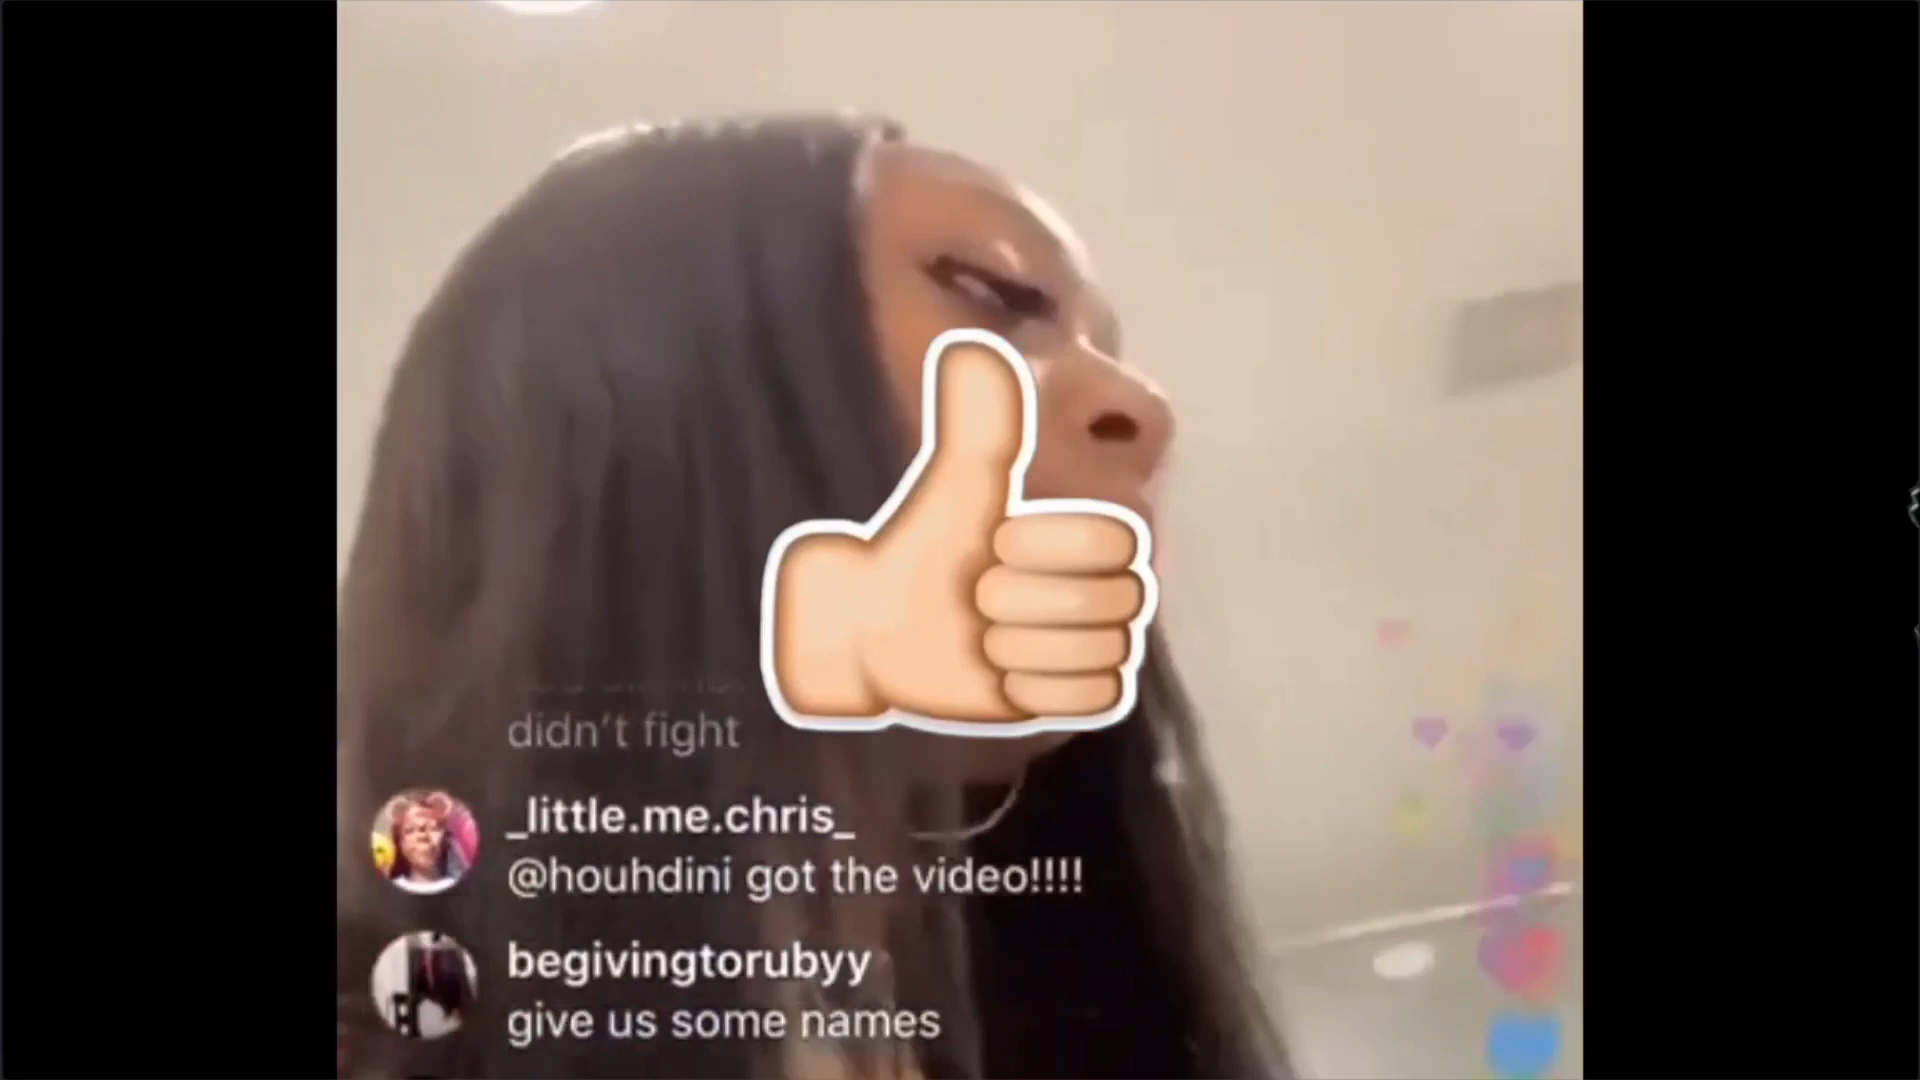 didn't fight
_little.me.chris_
@houhdini got the video!!!!
begivingtorubyy
give us some names